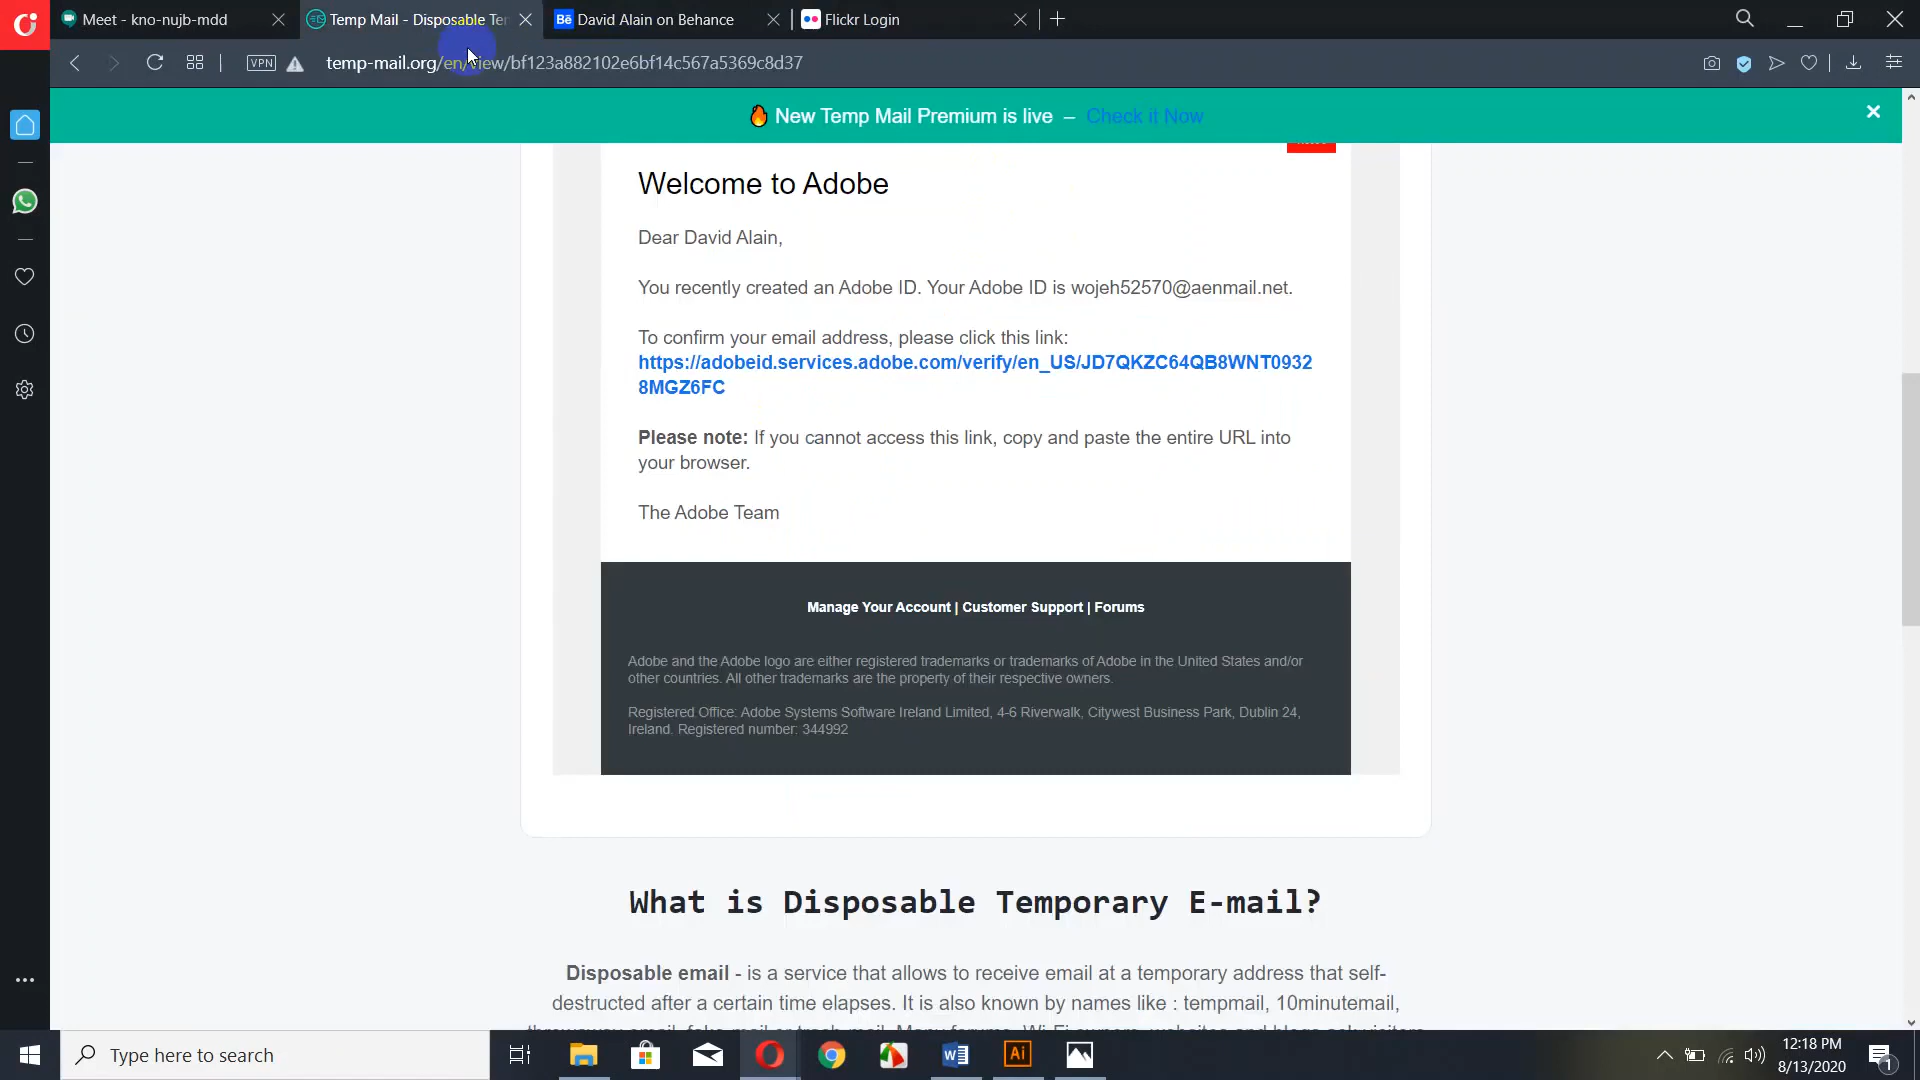 Meet - kno-nujb-mdd
Temp Mail - Disposable Te
Bē David Alain on Behance
Flickr Login
VPN
temp-mail.org/en/view/bf123a882102e6bf14c567a5369c8d37
🔥 New Temp Mail Premium is live – Check it Now
Welcome to Adobe
Dear David Alain,
You recently created an Adobe ID. Your Adobe ID is wojeh52570@aenmail.net.
To confirm your email address, please click this link:
https://adobeid.services.adobe.com/verify/en_US/JD7QKZC64QB8WNT0932
8MGZ6FC
Please note: If you cannot access this link, copy and paste the entire URL into
your browser.
The Adobe Team
Manage Your Account | Customer Support | Forums
Adobe and the Adobe logo are either registered trademarks or trademarks of Adobe in the United States and/or
other countries. All other trademarks are the property of their respective owners.
Registered Office: Adobe Systems Software Ireland Limited, 4-6 Riverwalk, Citywest Business Park, Dublin 24,
Ireland. Registered number: 344992
What is Disposable Temporary E-mail?
Disposable email - is a service that allows to receive email at a temporary address that self-
destructed after a certain time elapses. It is also known by names like : tempmail, 10minutemail,
Type here to search
Ai
12:18 PM
8/13/2020
1